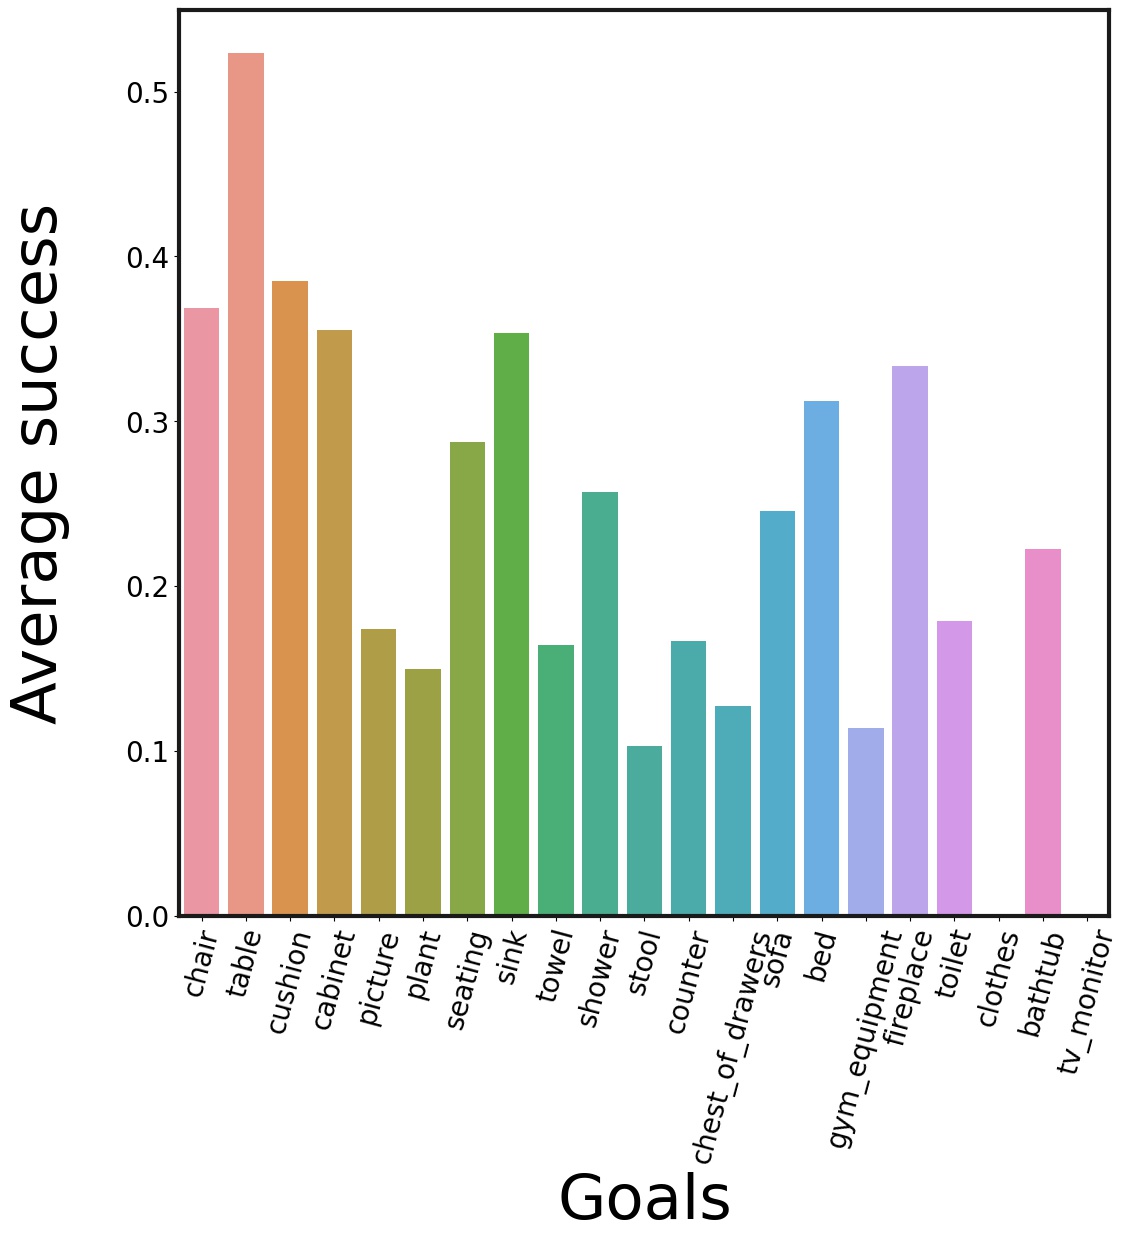 Average success
0.5
0.4
0.3
0.2
0.1
0.0
chair
table
cushion
cabinet
picture
plant
seating
sink
towel
shower
stool
counter
chest_of_drawers
sofa
bed
gym_equipment
fireplace
toilet
clothes
bathtub
tv_monitor
Goals